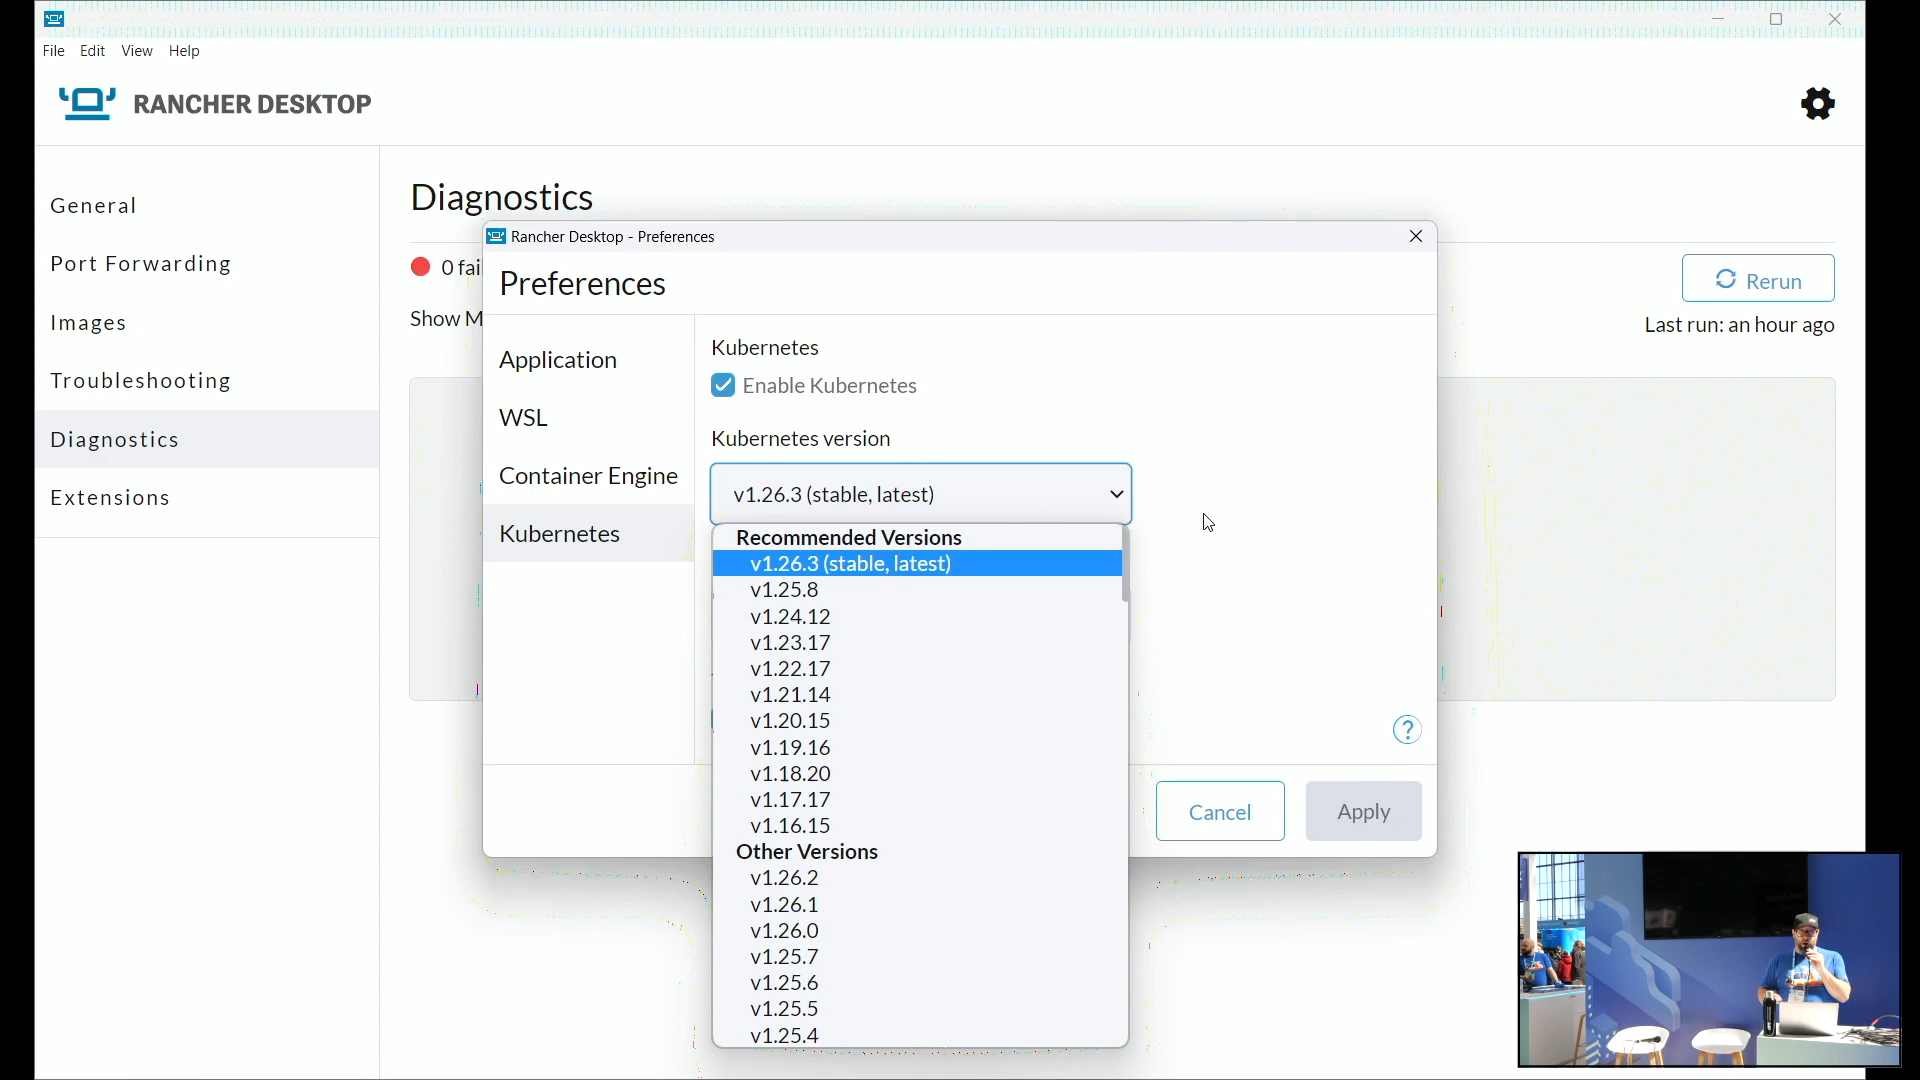 File Edit View Help
RANCHER DESKTOP
General
Port Forwarding
Images
Troubleshooting
Diagnostics
Extensions
Diagnostics
0 fai
Show M
Rerun
Last run: an hour ago
Rancher Desktop - Preferences
Preferences
Application
WSL
Container Engine
Kubernetes
Kubernetes
Enable Kubernetes
Kubernetes version
v1.26.3 (stable, latest)
Recommended Versions
v1.26.3 (stable, latest)
v1.25.8
v1.24.12
v1.23.17
v1.22.17
v1.21.14
v1.20.15
v1.19.16
v1.18.20
v1.17.17
v1.16.15
Other Versions
v1.26.2
v1.26.1
v1.26.0
v1.25.7
v1.25.6
v1.25.5
v1.25.4
?
Cancel
Apply